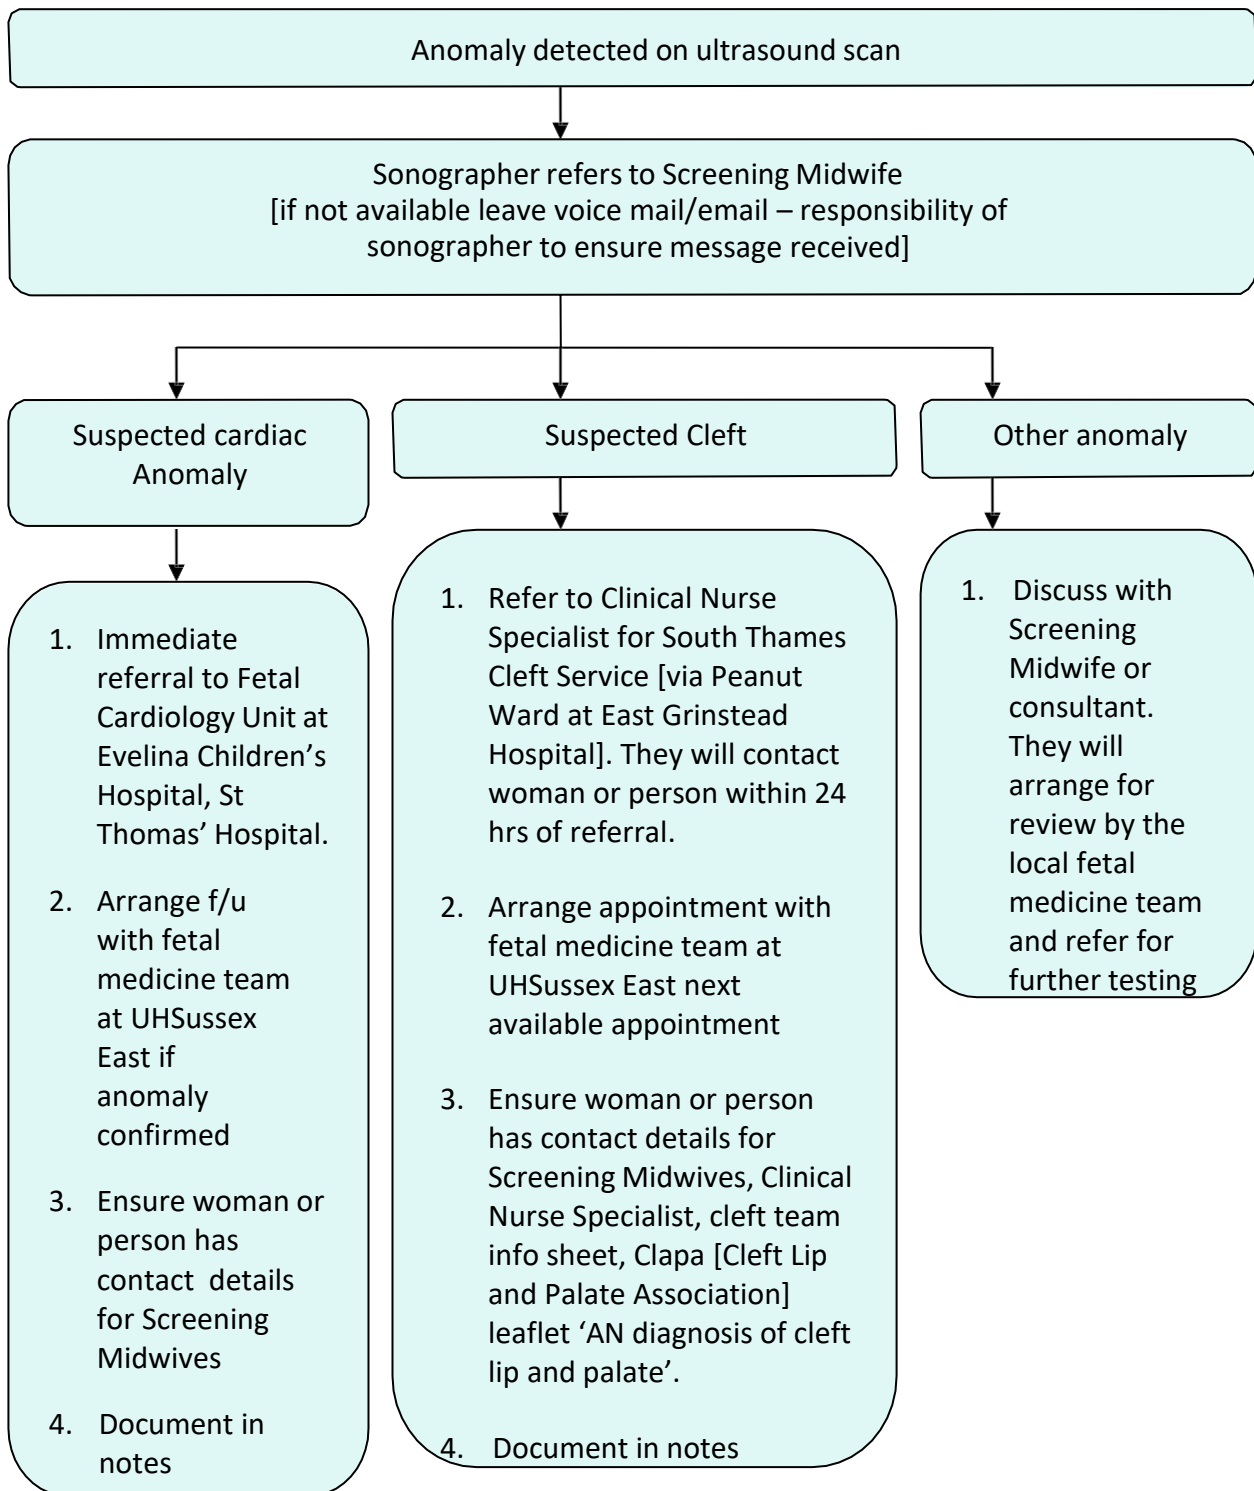 Anomaly detected on ultrasound scan
Sonographer refers to Screening Midwife
[if not available leave voice mail/email – responsibility of
sonographer to ensure message received]
Suspected cardiac
Anomaly
1. Immediate
referral to Fetal
Cardiology Unit at
Evelina Children’s
Hospital, St
Thomas’ Hospital.
2. Arrange f/u
with fetal
medicine team
at UHSussex
East if
anomaly
confirmed
3. Ensure woman or
person has
contact details
for Screening
Midwives
4. Document in
notes
Suspected Cleft
1. Refer to Clinical Nurse
Specialist for South Thames
Cleft Service [via Peanut
Ward at East Grinstead
Hospital]. They will contact
woman or person within 24
hrs of referral.
2. Arrange appointment with
fetal medicine team at
UHSussex East next
available appointment
3. Ensure woman or person
has contact details for
Screening Midwives, Clinical
Nurse Specialist, cleft team
info sheet, Clapa [Cleft Lip
and Palate Association]
leaflet ‘AN diagnosis of cleft
lip and palate’.
4. Document in notes
Other anomaly
1. Discuss with
Screening
Midwife or
consultant.
They will
arrange for
review by the
local fetal
medicine team
and refer for
further testing